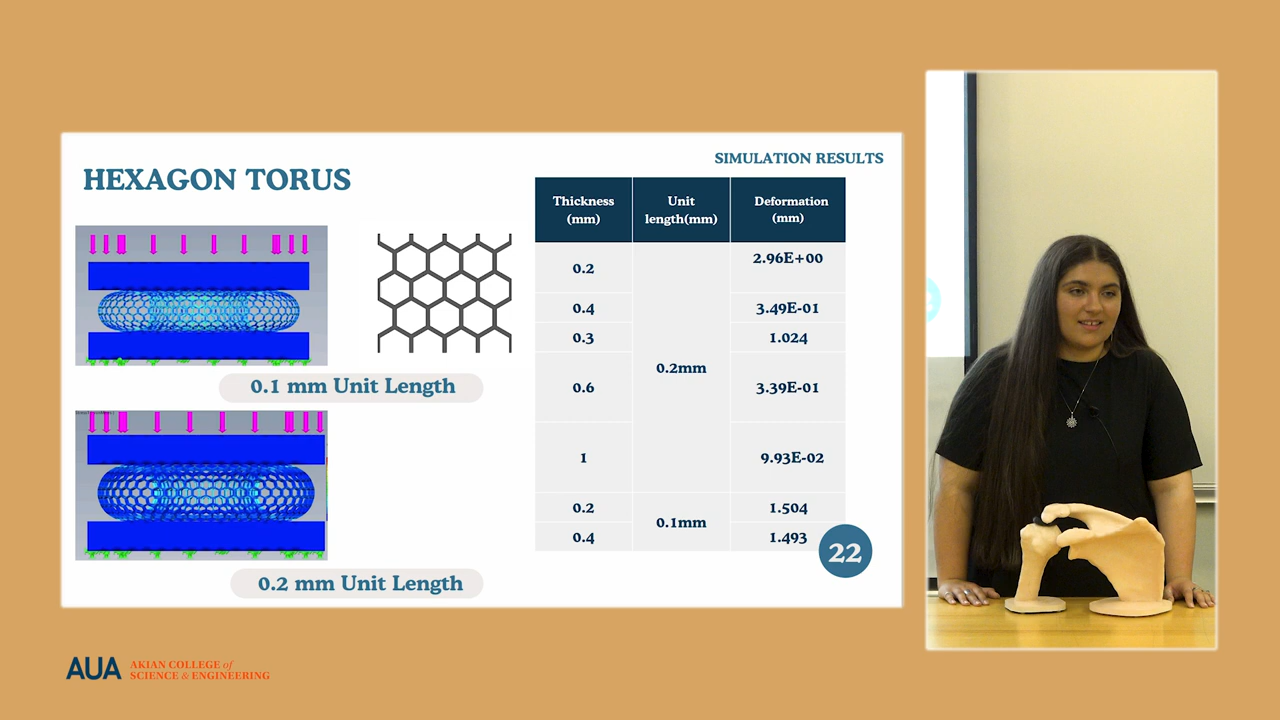 SIMULATION RESULTS
HEXAGON TORUS
0.1 mm Unit Length
0.2 mm Unit Length
Thickness (mm)
Unit length(mm)
Deformation (mm)
0.2
0.2mm
2.96E+00
0.4
3.49E-01
0.3
1.024
0.6
3.39E-01
1
9.93E-02
0.2
0.1mm
1.504
0.4
1.493
22
AUA
AKIAN COLLEGE of
SCIENCE & ENGINEERING